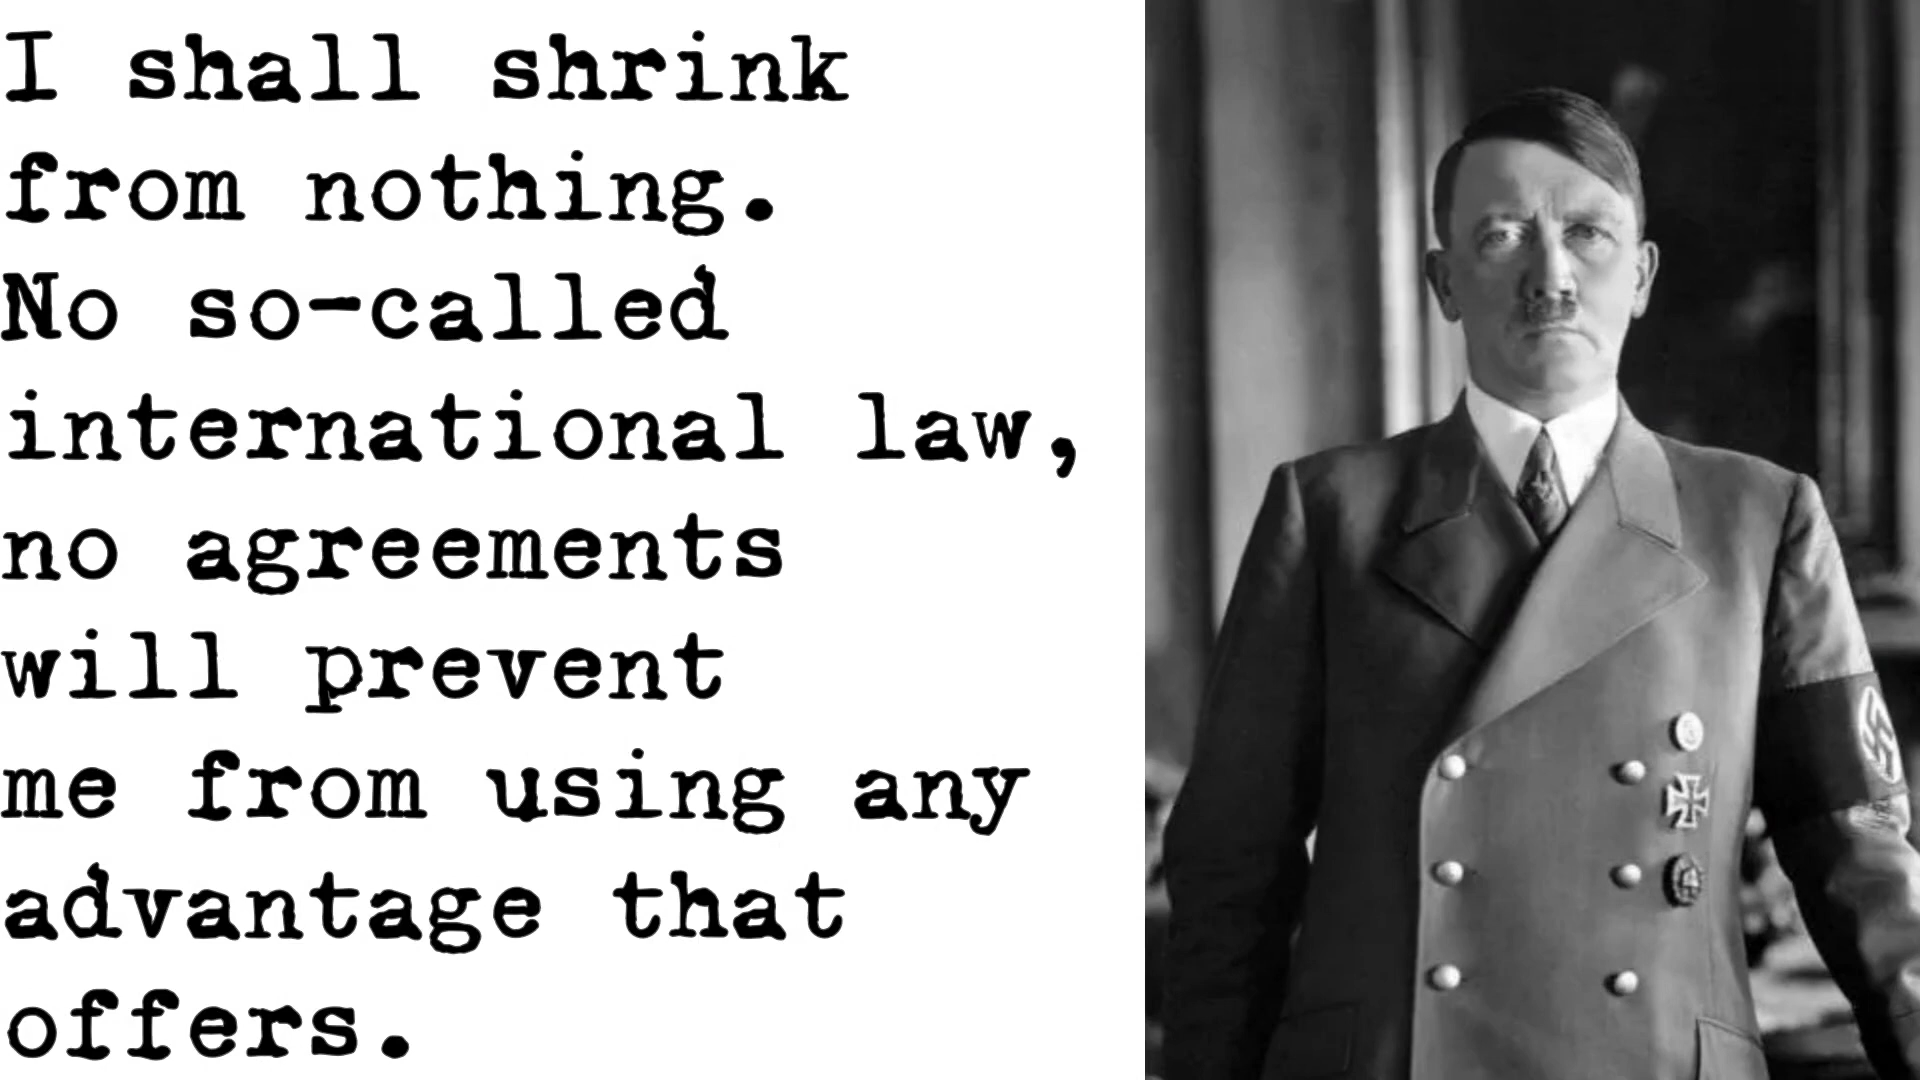 I shall shrink
from nothing.
No so-called
international law,
no agreements
will prevent
me from using any
advantage that
offers.